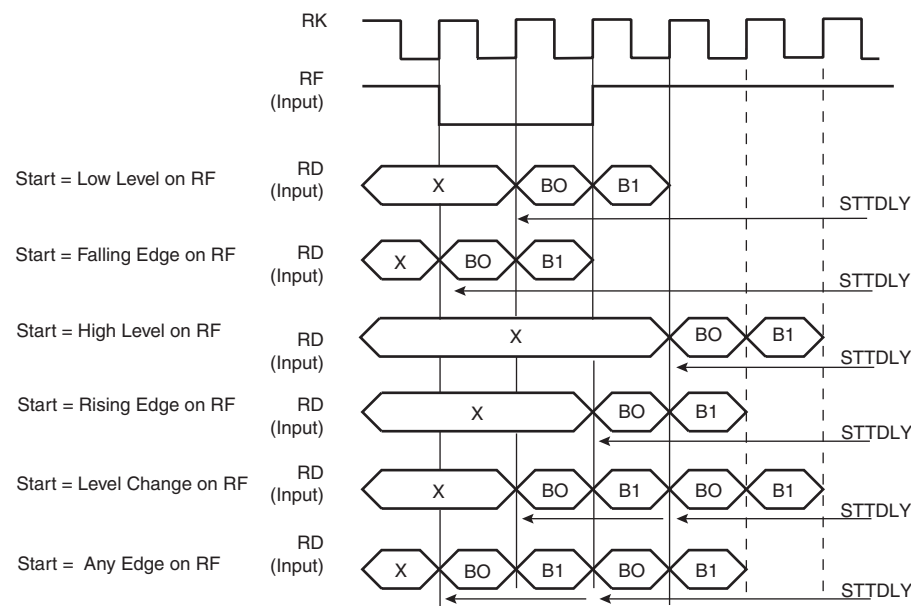 RK
RF
(Input)
Start = Low Level on RF
RD
(Input)
X
BO
B1
STTDLY
Start = Falling Edge on RF
RD
(Input)
X
BO
B1
STTDLY
Start = High Level on RF
RD
(Input)
X
BO
B1
STTDLY
Start = Rising Edge on RF
RD
(Input)
X
BO
B1
STTDLY
Start = Level Change on RF
RD
(Input)
X
BO
B1
BO
B1
STTDLY
Start = Any Edge on RF
RD
(Input)
X
BO
B1
BO
B1
STTDLY